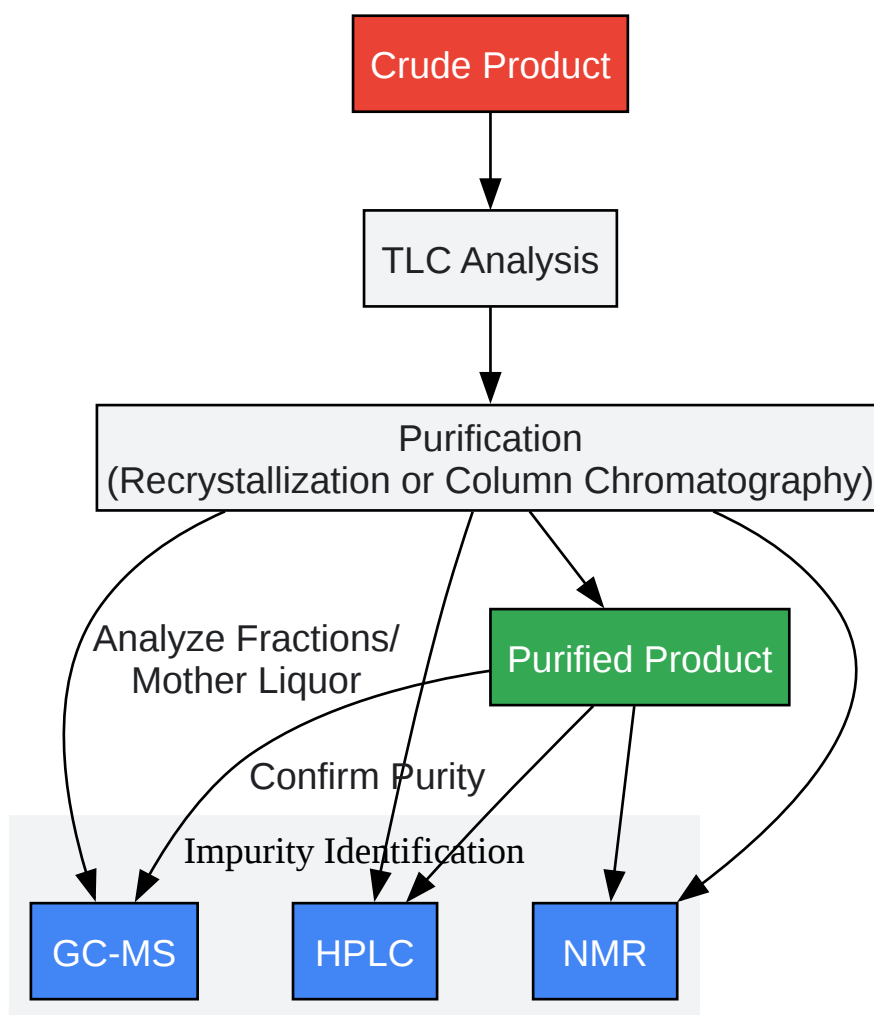 Crude Product
TLC Analysis
Purification
(Recrystallization or Column Chromatography)
Analyze Fractions/
Mother Liquor
Purified Product
Confirm Purity
Impurity Identification
GC-MS
HPLC
NMR